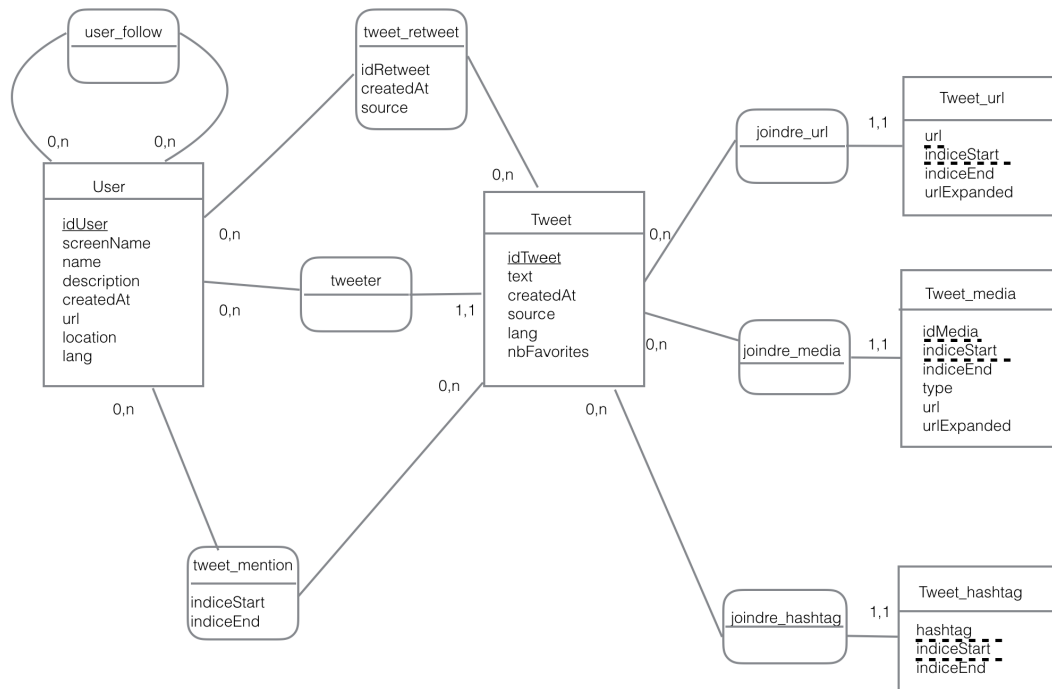 user_follow
0,n
0,n
User
idUser
screenName
name
description
createdAt
url
location
lang
0,n
0,n
0,n
tweet_retweet
idRetweet
createdAt
source
0,n
tweeter
1,1
Tweet
idTweet
text
createdAt
source
lang
nbFavorites
0,n
0,n
0,n
0,n
tweet_mention
indiceStart
indiceEnd
joindre_url
1,1
Tweet_url
url
indiceStart
indiceEnd
urlExpanded
joindre_media
1,1
Tweet_media
idMedia
indiceStart
indiceEnd
type
url
urlExpanded
joindre_hashtag
1,1
Tweet_hashtag
hashtag
indiceStart
indiceEnd